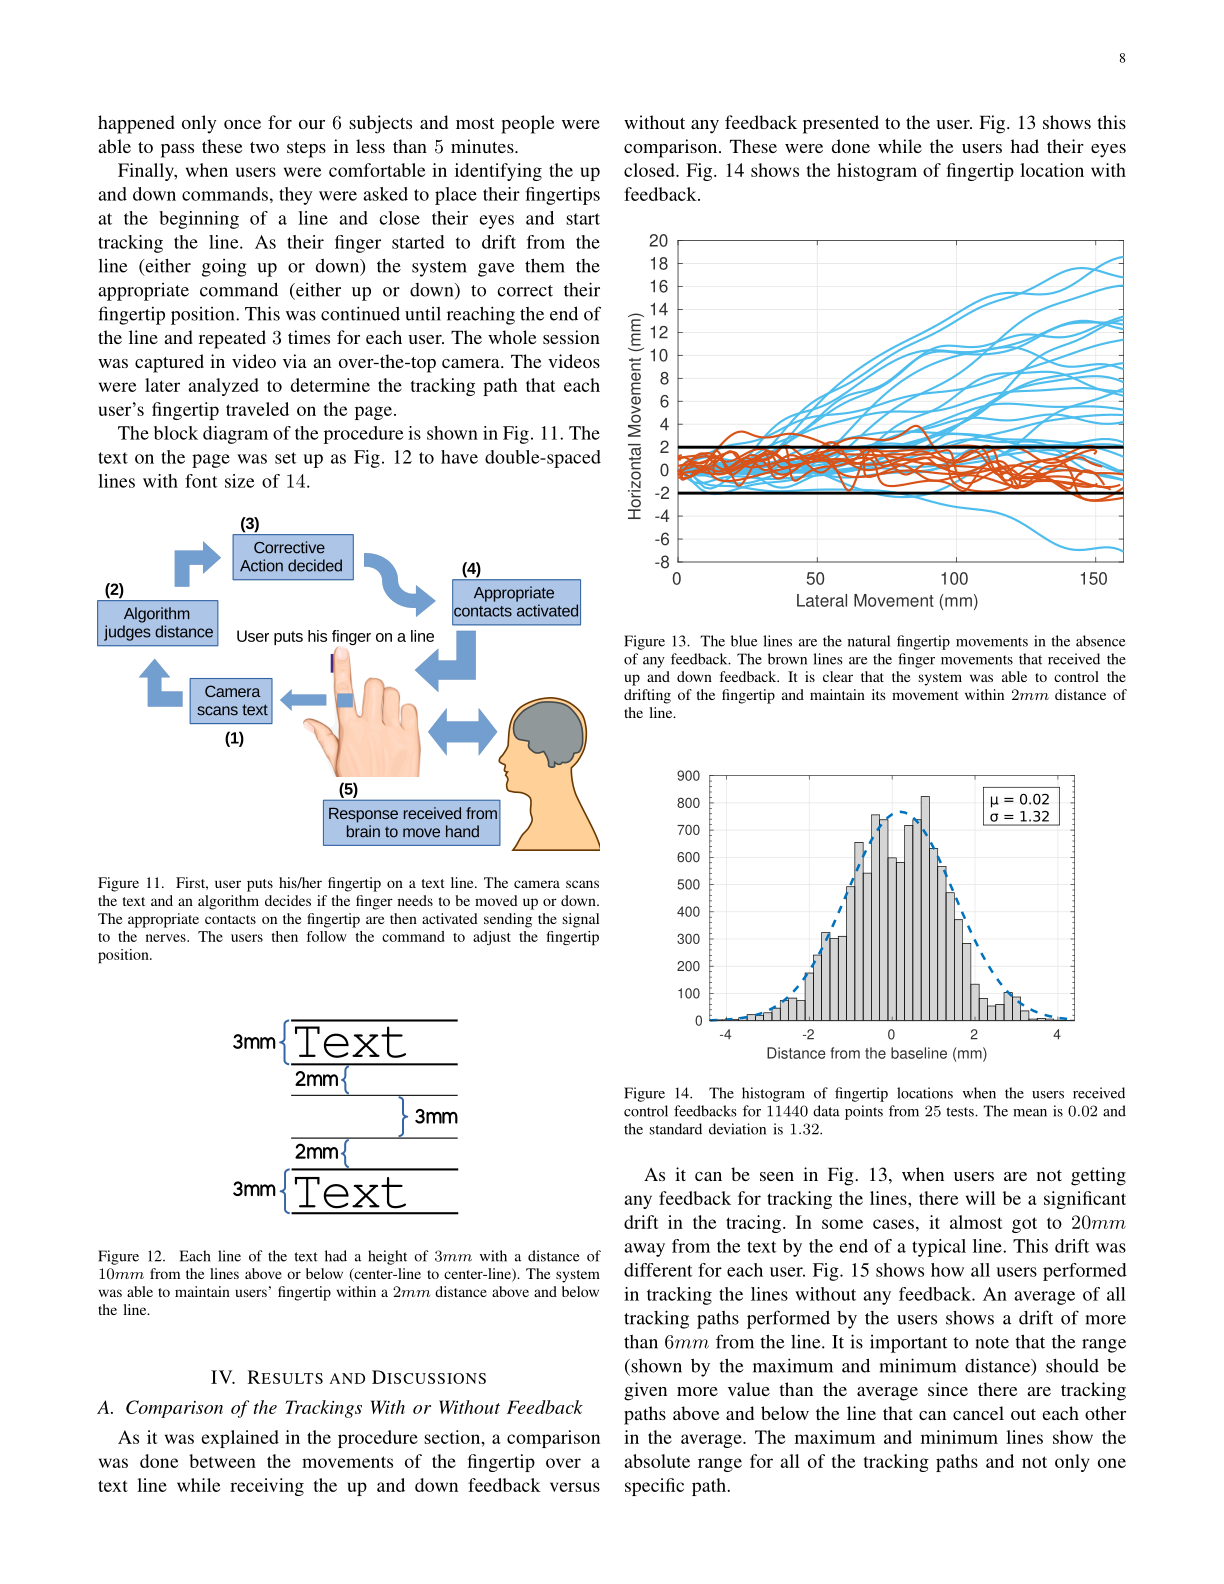 8
happened only once for our 6 subjects and most people were
able to pass these two steps in less than 5 minutes.
Finally, when users were comfortable in identifying the up
and down commands, they were asked to place their fingertips
at the beginning of a line and close their eyes and start
tracking the line. As their finger started to drift from the
line (either going up or down) the system gave them the
appropriate command (either up or down) to correct their
fingertip position. This was continued until reaching the end of
the line and repeated 3 times for each user. The whole session
was captured in video via an over-the-top camera. The videos
were later analyzed to determine the tracking path that each
user's fingertip traveled on the page.
The block diagram of the procedure is shown in Fig. 11. The
text on the page was set up as Fig. 12 to have double-spaced
lines with font size of 14.
(3)
Corrective
Action decided
(4)
Appropriate
contacts activated
(2)
Algorithm
judges distance
User puts his finger on a line
Camera
scans text
(1)
(5)
Response received from
brain to move hand
Figure 11. First, user puts his/her fingertip on a text line. The camera scans
the text and an algorithm decides if the finger needs to be moved up or down.
The appropriate contacts on the fingertip are then activated sending the signal
to the nerves. The users then follow the command to adjust the fingertip
position.
3mm
Text
2mm
3mm
2mm
3mm
Text
Figure 12. Each line of the text had a height of 3mm with a distance of
10mm from the lines above or below (center-line to center-line). The system
was able to maintain users' fingertip within a 2mm distance above and below
the line.
IV. RESULTS AND DISCUSSIONS
A. Comparison of the Trackings With or Without Feedback
As it was explained in the procedure section, a comparison
was done between the movements of the fingertip over a
text line while receiving the up and down feedback versus
without any feedback presented to the user. Fig. 13 shows this
comparison. These were done while the users had their eyes
closed. Fig. 14 shows the histogram of fingertip location with
feedback.
20
18
16
14
12
10
8
6
4
2
0
-2
-4
-6
-8
Horizontal Movement (mm)
0 50 100 150
Lateral Movement (mm)
Figure 13. The blue lines are the natural fingertip movements in the absence
of any feedback. The brown lines are the finger movements that received the
up and down feedback. It is clear that the system was able to control the
drifting of the fingertip and maintain its movement within 2mm distance of
the line.
900
800
700
600
500
400
300
200
100
0
μ = 0.02
σ = 1.32
-4 -2 0 2 4
Distance from the baseline (mm)
Figure 14. The histogram of fingertip locations when the users received
control feedbacks for 11440 data points from 25 tests. The mean is 0.02 and
the standard deviation is 1.32.
As it can be seen in Fig. 13, when users are not getting
any feedback for tracking the lines, there will be a significant
drift in the tracing. In some cases, it almost got to 20mm
away from the text by the end of a typical line. This drift was
different for each user. Fig. 15 shows how all users performed
in tracking the lines without any feedback. An average of all
tracking paths performed by the users shows a drift of more
than 6mm from the line. It is important to note that the range
(shown by the maximum and minimum distance) should be
given more value than the average since there are tracking
paths above and below the line that can cancel out each other
in the average. The maximum and minimum lines show the
absolute range for all of the tracking paths and not only one
specific path.